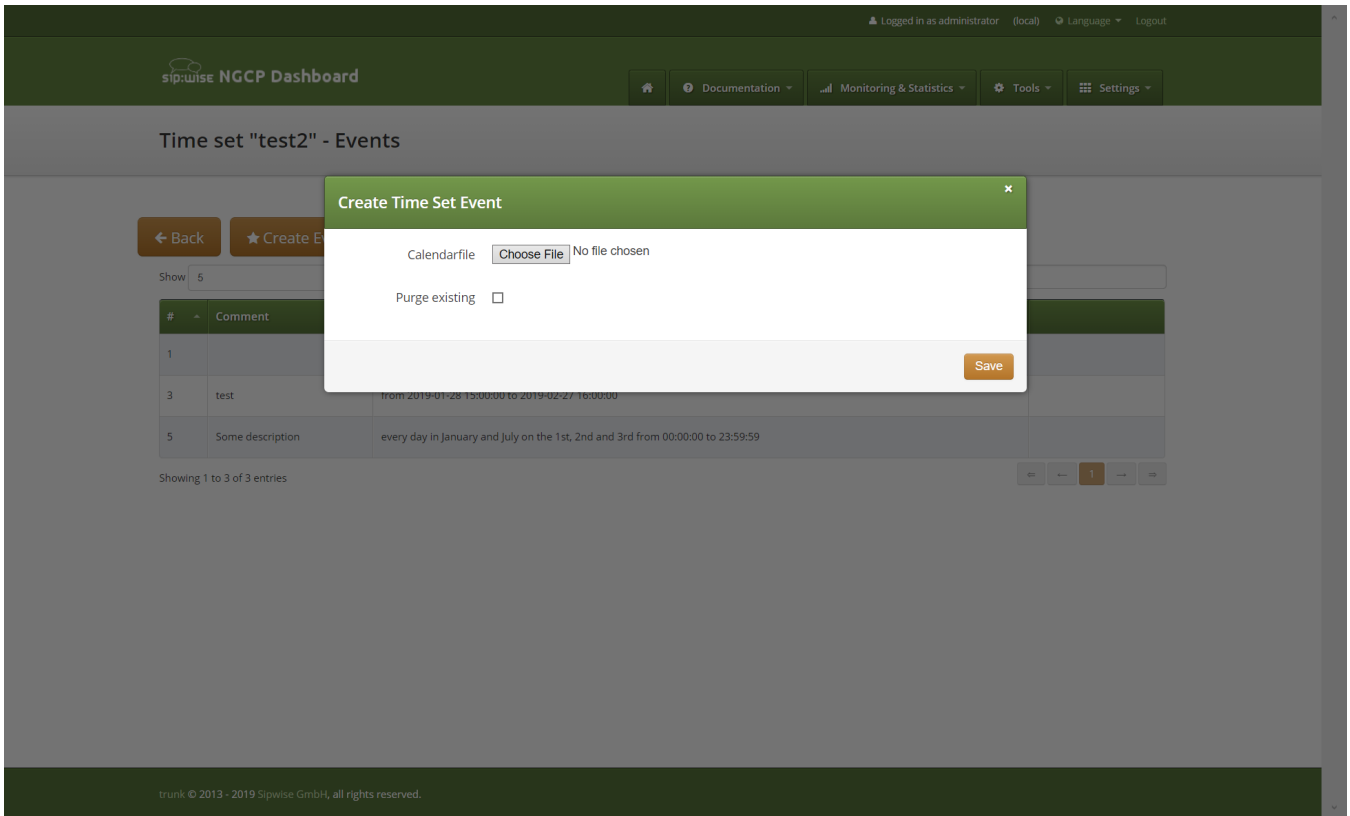 Logged in as administrator (local) Language Logout
sip:wise NGCP Dashboard
Documentation Monitoring & Statistics Tools Settings
Time set "test2" - Events
Create Time Set Event
Back Create E
Calendarfile Choose File No file chosen
Show 5
Purge existing
# Comment
1
Save
3 test from 2019-01-28 15:00:00 to 2019-02-27 16:00:00
5 Some description every day in January and July on the 1st, 2nd and 3rd from 00:00:00 to 23:59:59
Showing 1 to 3 of 3 entries 1
trunk © 2013 - 2019 Sipwise GmbH, all rights reserved.